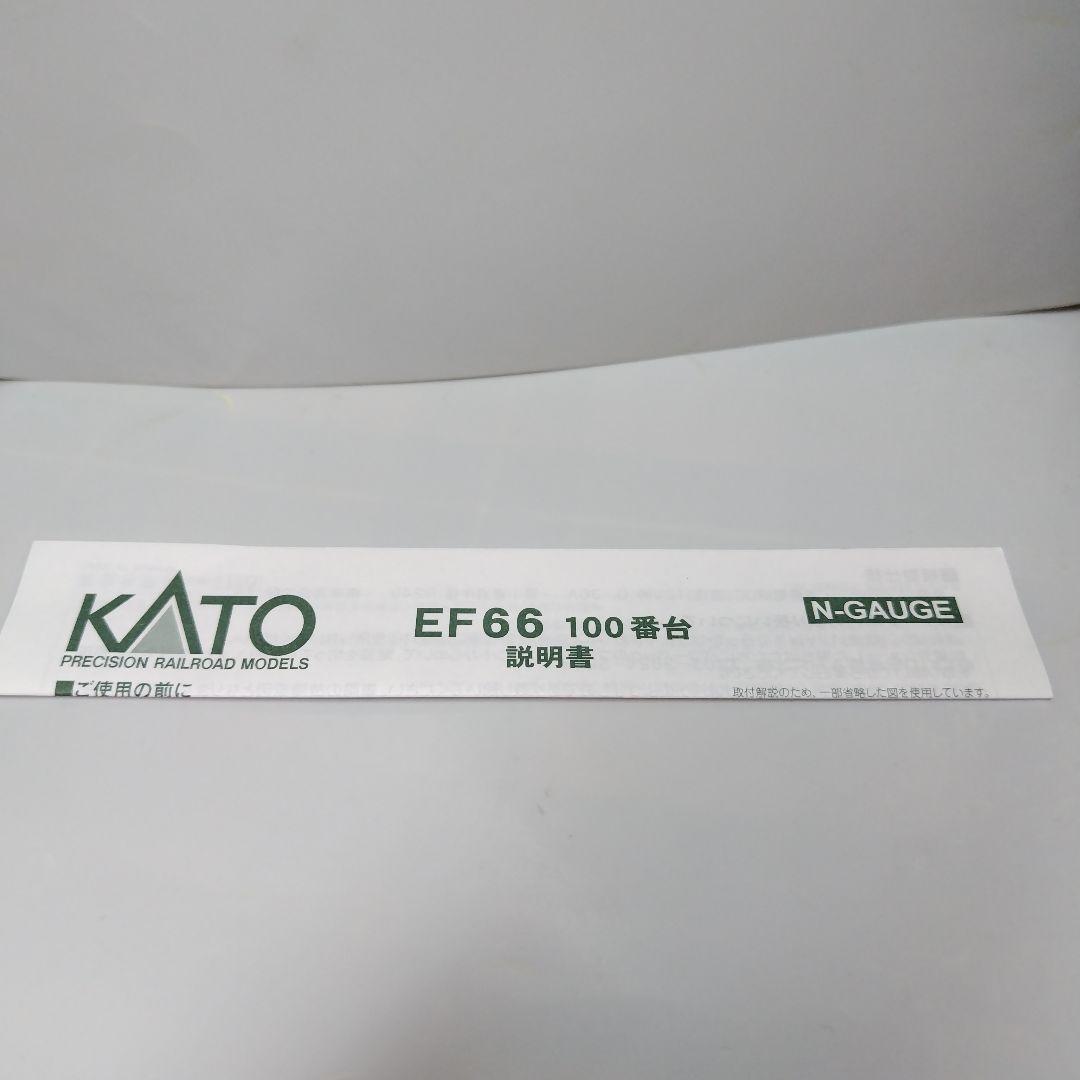 KATO
PRECISION RAILROAD MODELS
EF66 100番台
説明書
N-GAUGE
■ご使用の前に
取付解説のため、一部省略した図を使用しています。